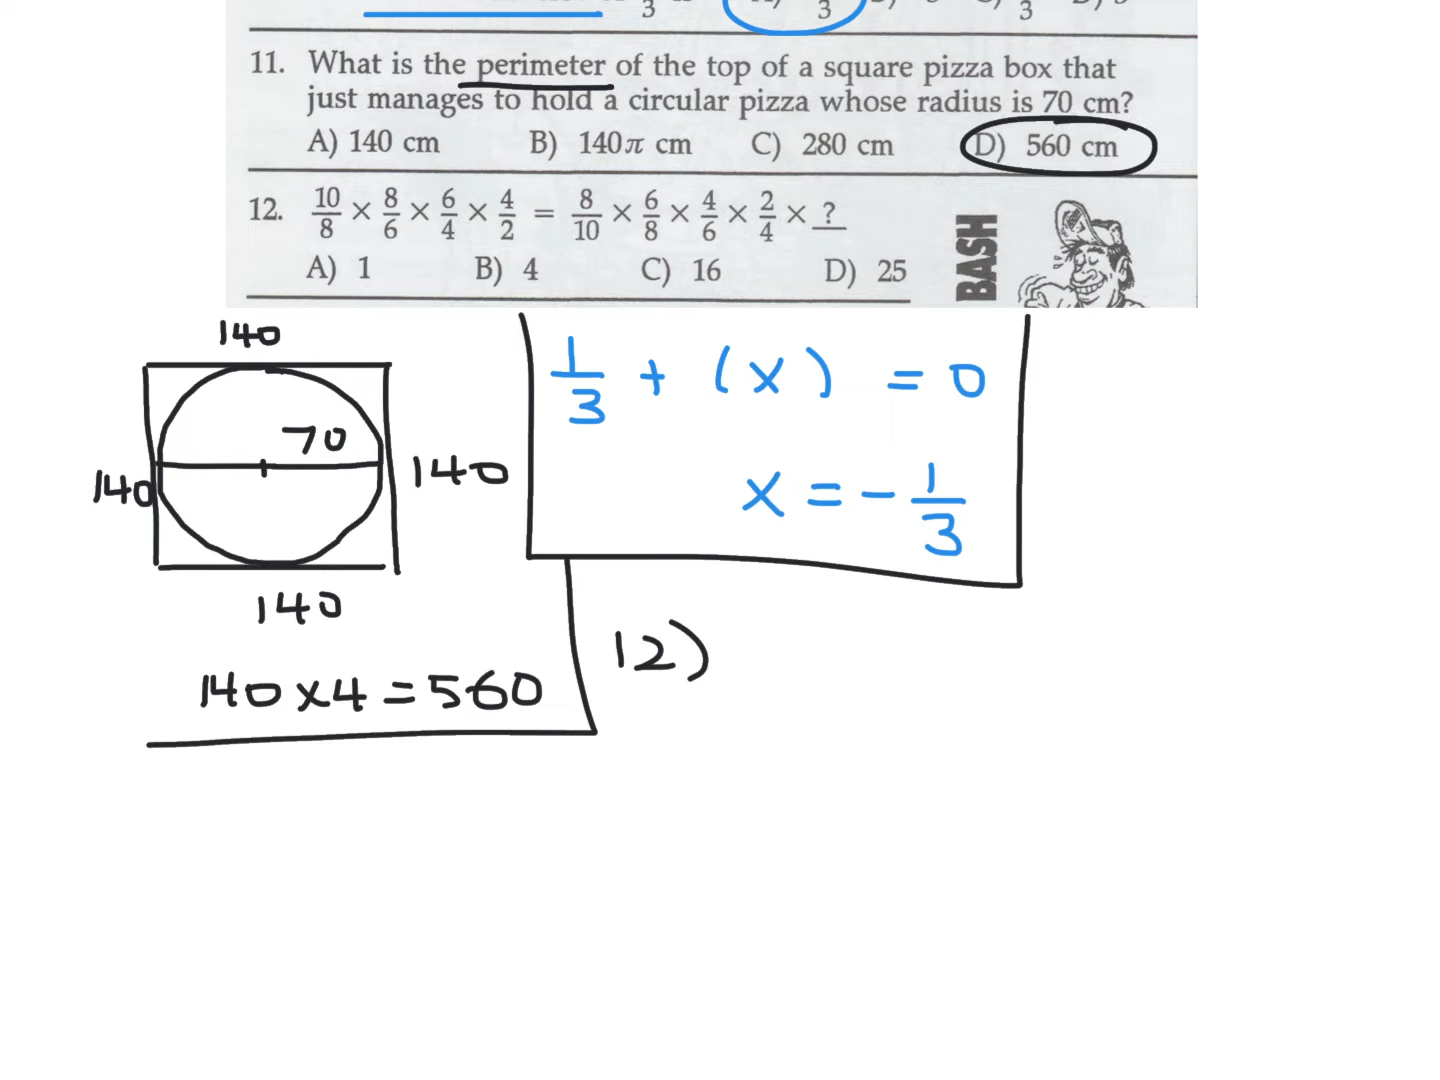 11. What is the perimeter of the top of a square pizza box that
just manages to hold a circular pizza whose radius is 70 cm?
A) 140 cm B) 140π cm C) 280 cm D) 560 cm
12. 10/8 × 8/6 × 6/4 × 4/2 = 8/10 × 6/8 × 4/6 × 2/4 × ?
A) 1 B) 4 C) 16 D) 25
BASH
140
70
140
140
140
140 x 4 = 560
1/3 + (x) = 0
x = - 1/3
12)